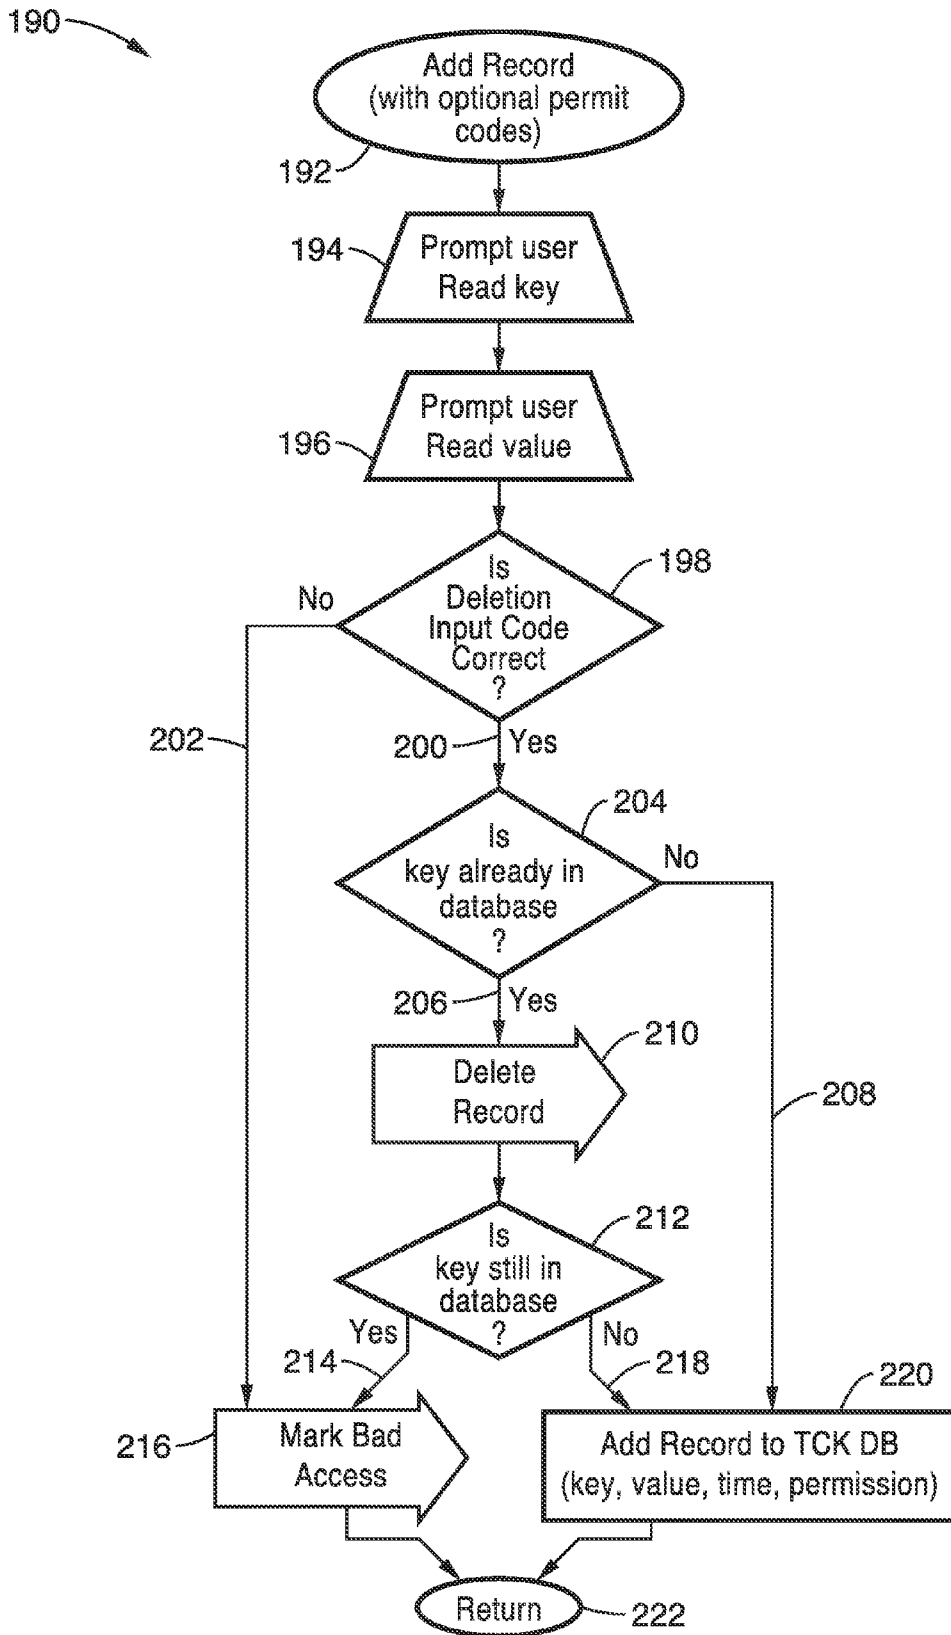 190
Add Record
(with optional permit
codes)
192
194
Prompt user
Read key
Prompt user
Read value
196
198
Is
Deletion
Input Code
Correct
?
No
202
200
Yes
204
Is
key already in
database
?
No
206
Yes
210
Delete
Record
208
212
Is
key still in
database
?
Yes
No
214
218
220
216
Mark Bad
Access
Add Record to TCK DB
(key, value, time, permission)
Return
222